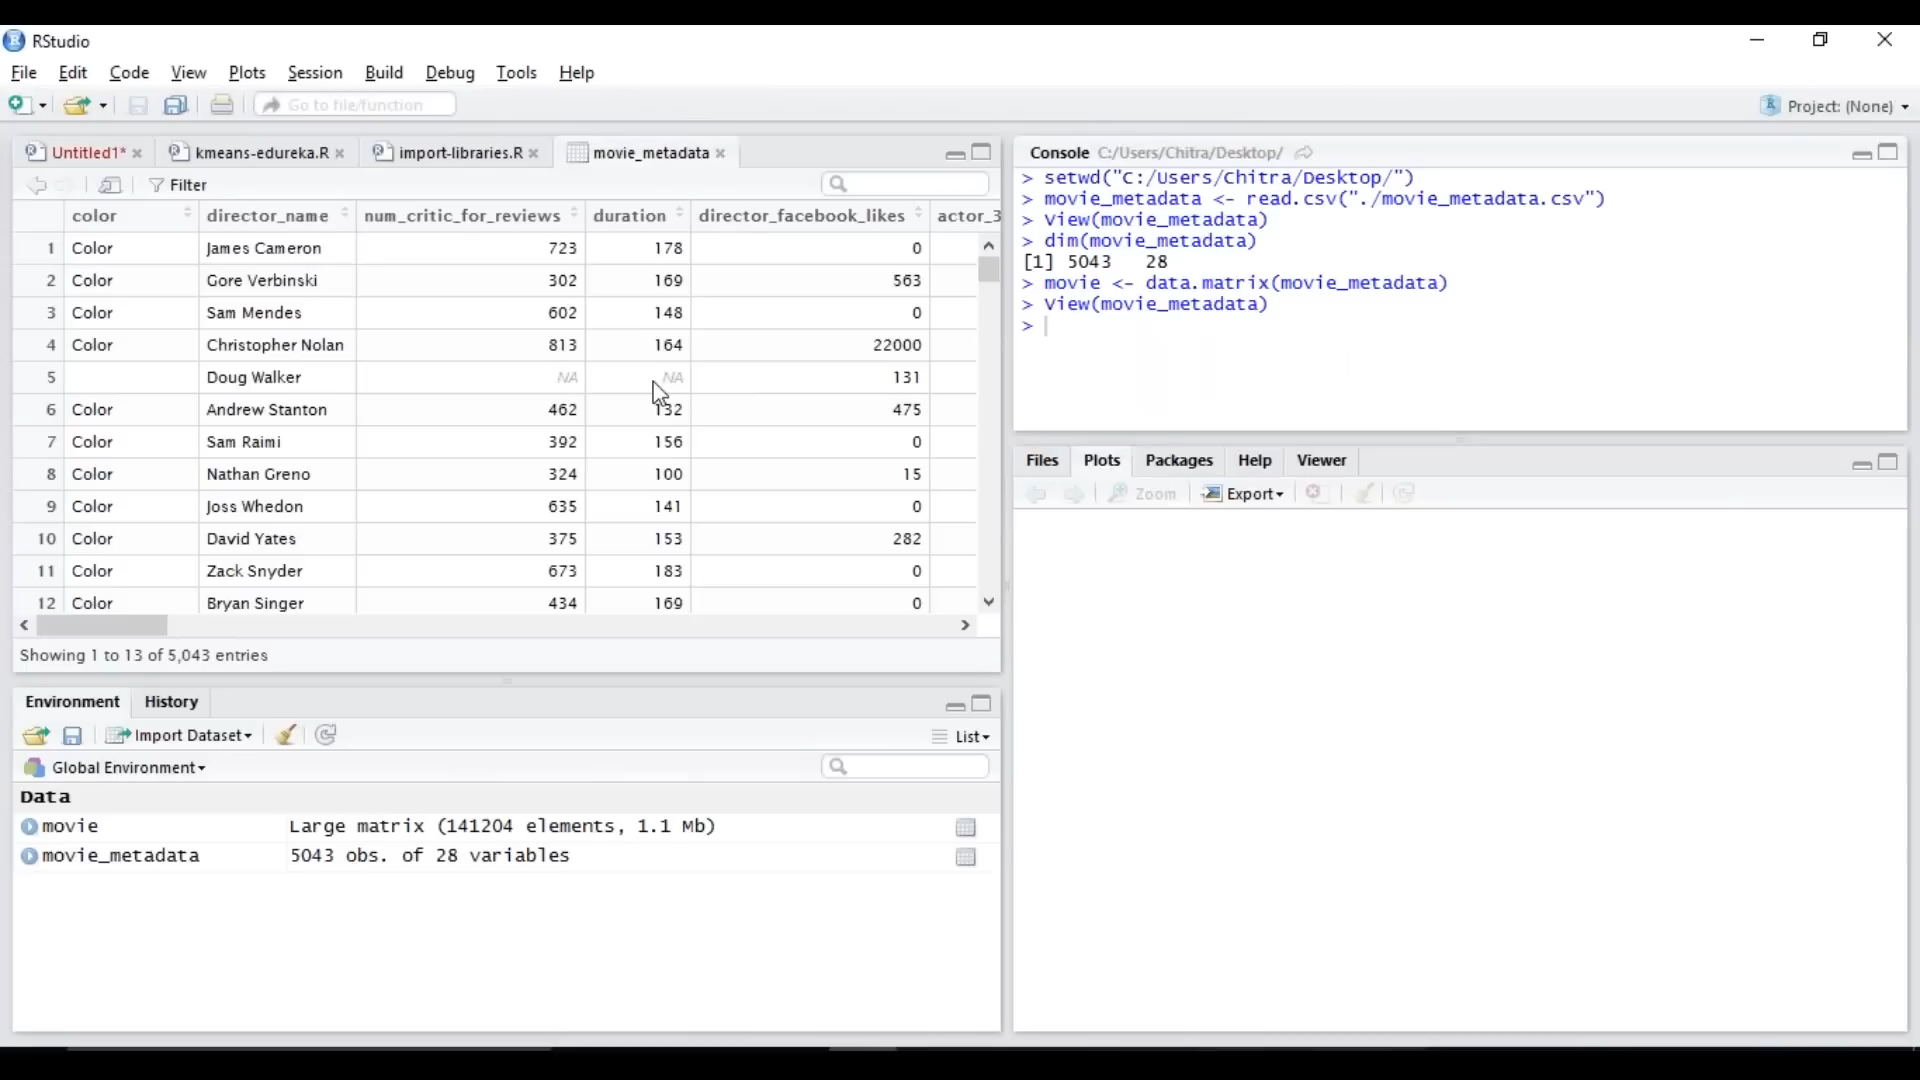 RStudio
File Edit Code View Plots Session Build Debug Tools Help
Go to file/function Project: (None)
Untitled1* kmeans-edureka.R import-libraries.R movie_metadata
Filter
color director_name num_critic_for_reviews duration director_facebook_likes actor_3
1 Color James Cameron 723 178 0
2 Color Gore Verbinski 302 169 563
3 Color Sam Mendes 602 148 0
4 Color Christopher Nolan 813 164 22000
5 Doug Walker NA NA 131
6 Color Andrew Stanton 462 132 475
7 Color Sam Raimi 392 156 0
8 Color Nathan Greno 324 100 15
9 Color Joss Whedon 635 141 0
10 Color David Yates 375 153 282
11 Color Zack Snyder 673 183 0
12 Color Bryan Singer 434 169 0
Showing 1 to 13 of 5,043 entries
Environment History
Import Dataset List
Global Environment
Data
movie Large matrix (141204 elements, 1.1 Mb)
movie_metadata 5043 obs. of 28 variables
Console C:/Users/Chitra/Desktop/
> setwd("C:/Users/Chitra/Desktop/")
> movie_metadata <- read.csv("./movie_metadata.csv")
> View(movie_metadata)
> dim(movie_metadata)
[1] 5043 28
> movie <- data.matrix(movie_metadata)
> View(movie_metadata)
>
Files Plots Packages Help Viewer
Zoom Export